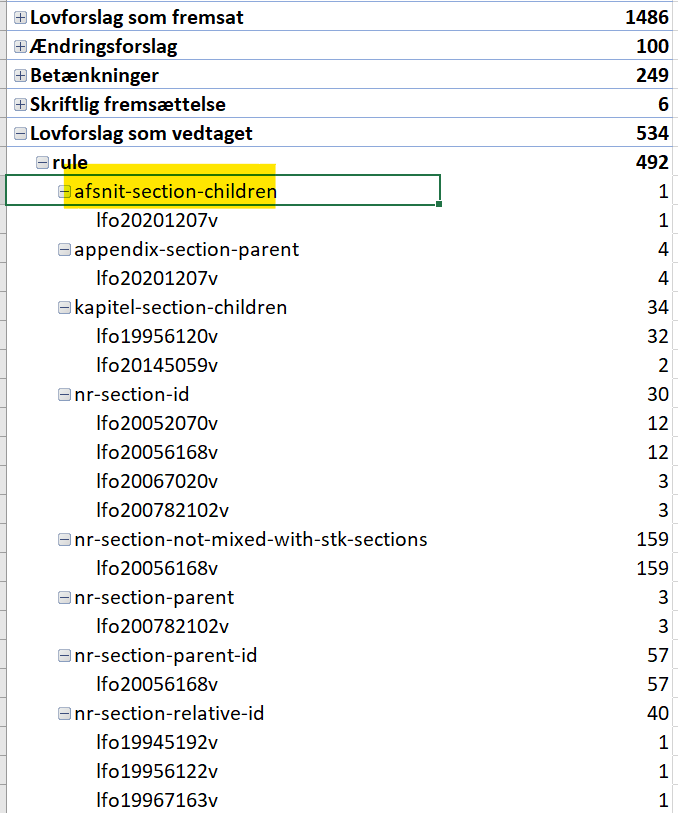 Lovforslag som fremsat 1486
Ændringsforslag 100
Betænkninger 249
Skriftlig fremsættelse 6
Lovforslag som vedtaget 534
rule 492
afsnit-section-children 1
lfo20201207v 1
appendix-section-parent 4
lfo20201207v 4
kapitel-section-children 34
lfo19956120v 32
lfo20145059v 2
nr-section-id 30
lfo20052070v 12
lfo20056168v 12
lfo20067020v 3
lfo200782102v 3
nr-section-not-mixed-with-stk-sections 159
lfo20056168v 159
nr-section-parent 3
lfo200782102v 3
nr-section-parent-id 57
lfo20056168v 57
nr-section-relative-id 40
lfo19945192v 1
lfo19956122v 1
lfo19967163v 1